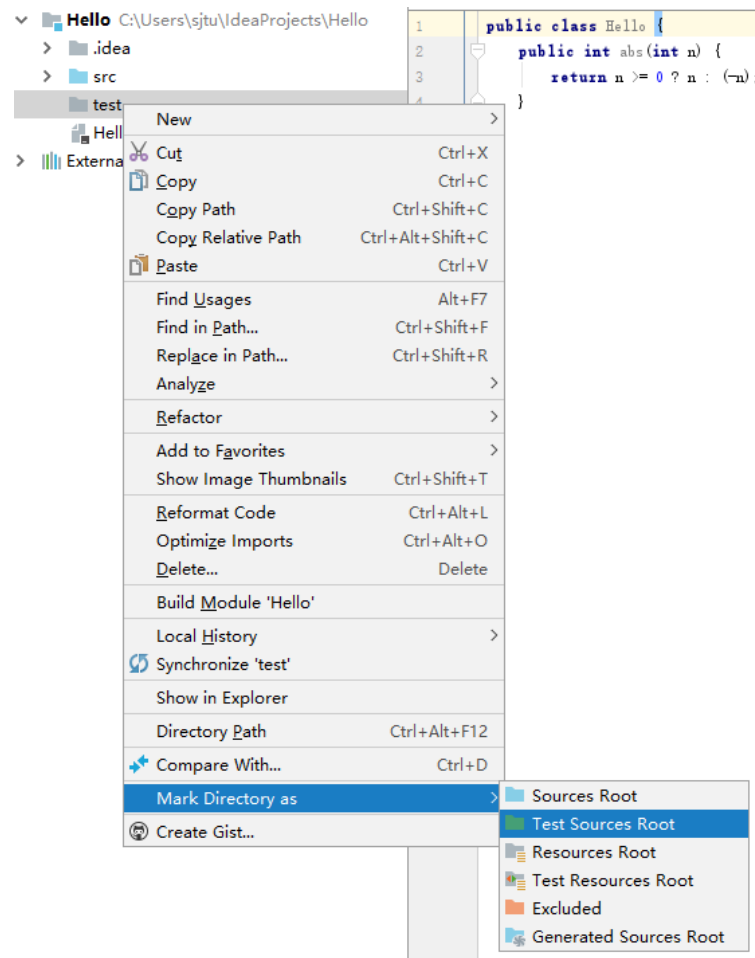 Hello C:\Users\sjtu\IdeaProjects\Hello
.idea
src
test
Hell
Externa
1 public class Hello {
2 public int abs(int n) {
3 return n >= 0 ? n : (-n);
4 }
New
Cut Ctrl+X
Copy Ctrl+C
Copy Path Ctrl+Shift+C
Copy Relative Path Ctrl+Alt+Shift+C
Paste Ctrl+V
Find Usages Alt+F7
Find in Path... Ctrl+Shift+F
Replace in Path... Ctrl+Shift+R
Analyze
Refactor
Add to Favorites
Show Image Thumbnails Ctrl+Shift+T
Reformat Code Ctrl+Alt+L
Optimize Imports Ctrl+Alt+O
Delete... Delete
Build Module 'Hello'
Local History
Synchronize 'test'
Show in Explorer
Directory Path Ctrl+Alt+F12
Compare With... Ctrl+D
Mark Directory as
Create Gist...
Sources Root
Test Sources Root
Resources Root
Test Resources Root
Excluded
Generated Sources Root